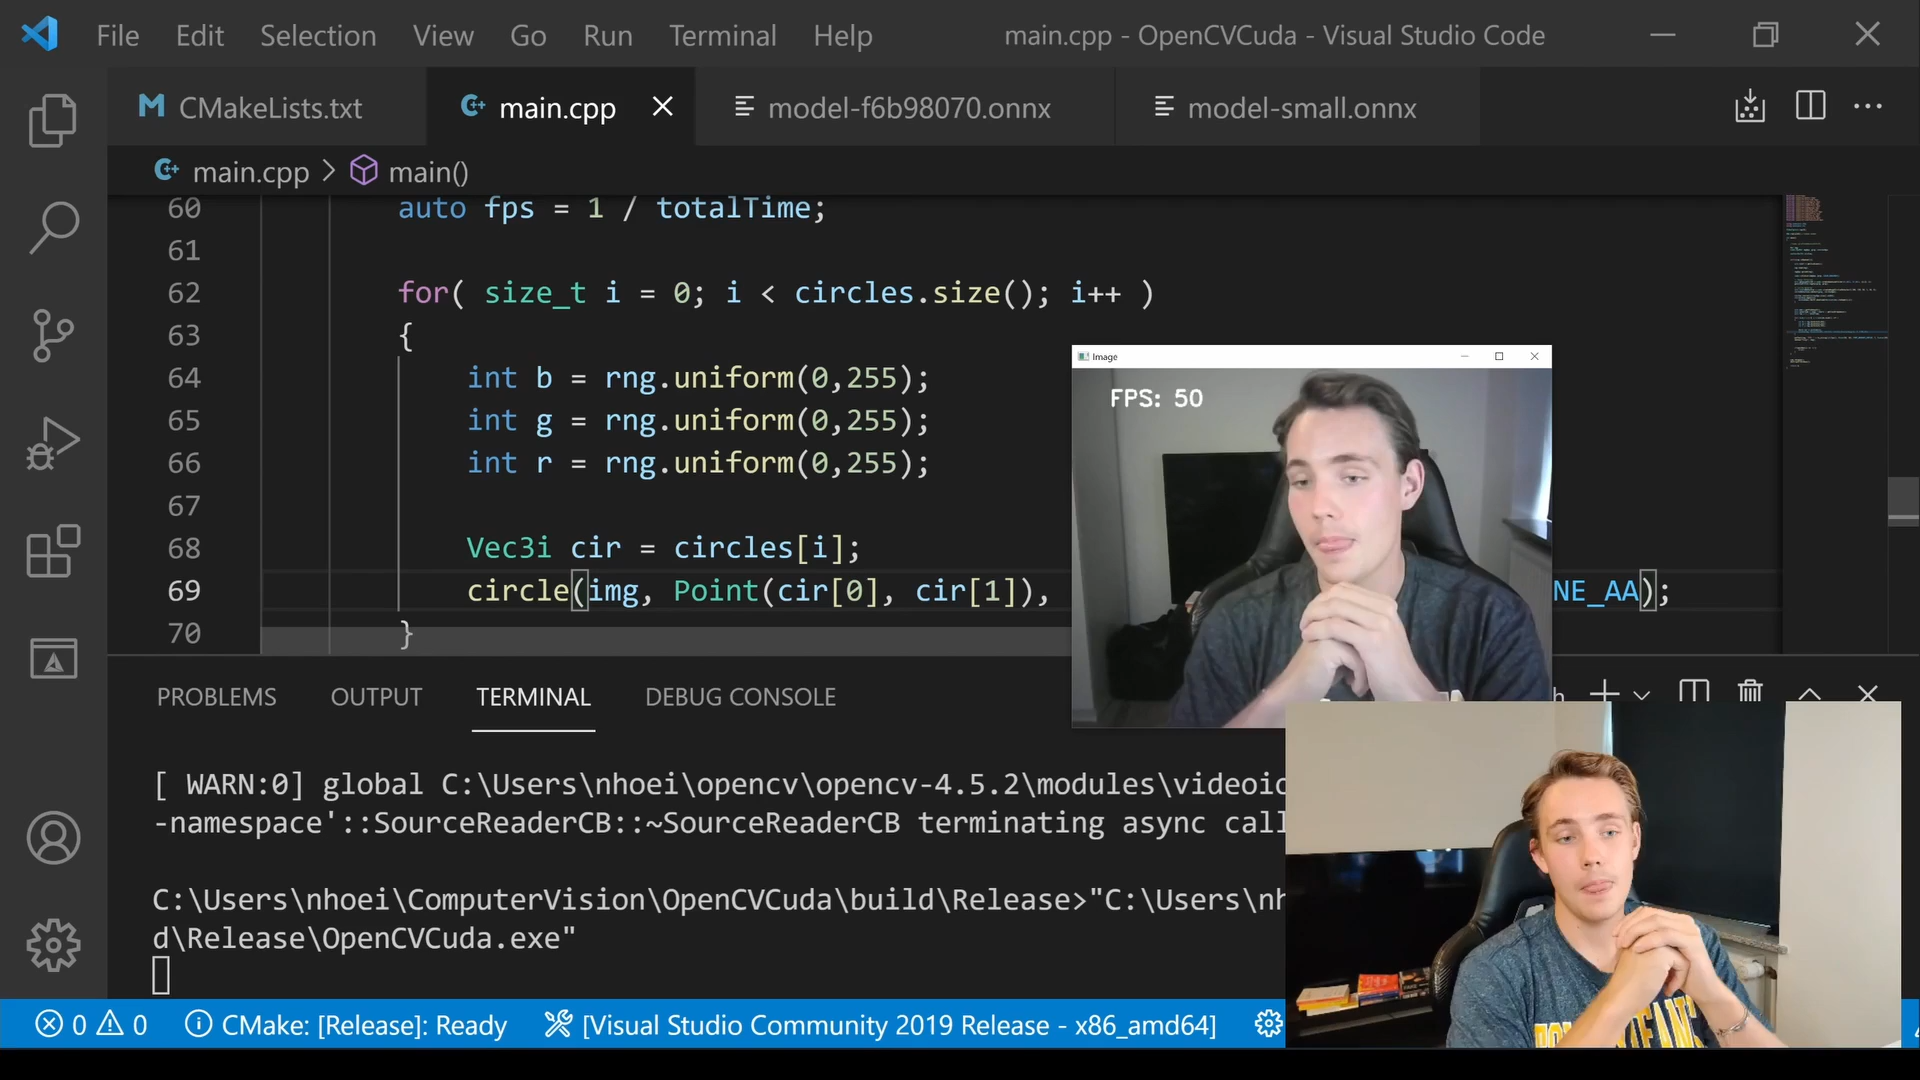 File Edit Selection View Go Run Terminal Help main.cpp - OpenCVCuda - Visual Studio Code
CMakeLists.txt main.cpp model-f6b98070.onnx model-small.onnx
main.cpp > main()
60 auto fps = 1 / totalTime;
61
62 for( size_t i = 0; i < circles.size(); i++ )
63 {
64 int b = rng.uniform(0,255);
65 int g = rng.uniform(0,255);
66 int r = rng.uniform(0,255);
67
68 Vec3i cir = circles[i];
69 circle(img, Point(cir[0], cir[1]), NE_AA);
70 }
Image
FPS: 50
PROBLEMS OUTPUT TERMINAL DEBUG CONSOLE
[ WARN:0] global C:\Users\nhoei\opencv\opencv-4.5.2\modules\videoio
-namespace'::SourceReaderCB::~SourceReaderCB terminating async call
C:\Users\nhoei\ComputerVision\OpenCVCuda\build\Release>"C:\Users\nh
d\Release\OpenCVCuda.exe"
0 0 CMake: [Release]: Ready [Visual Studio Community 2019 Release - x86_amd64]